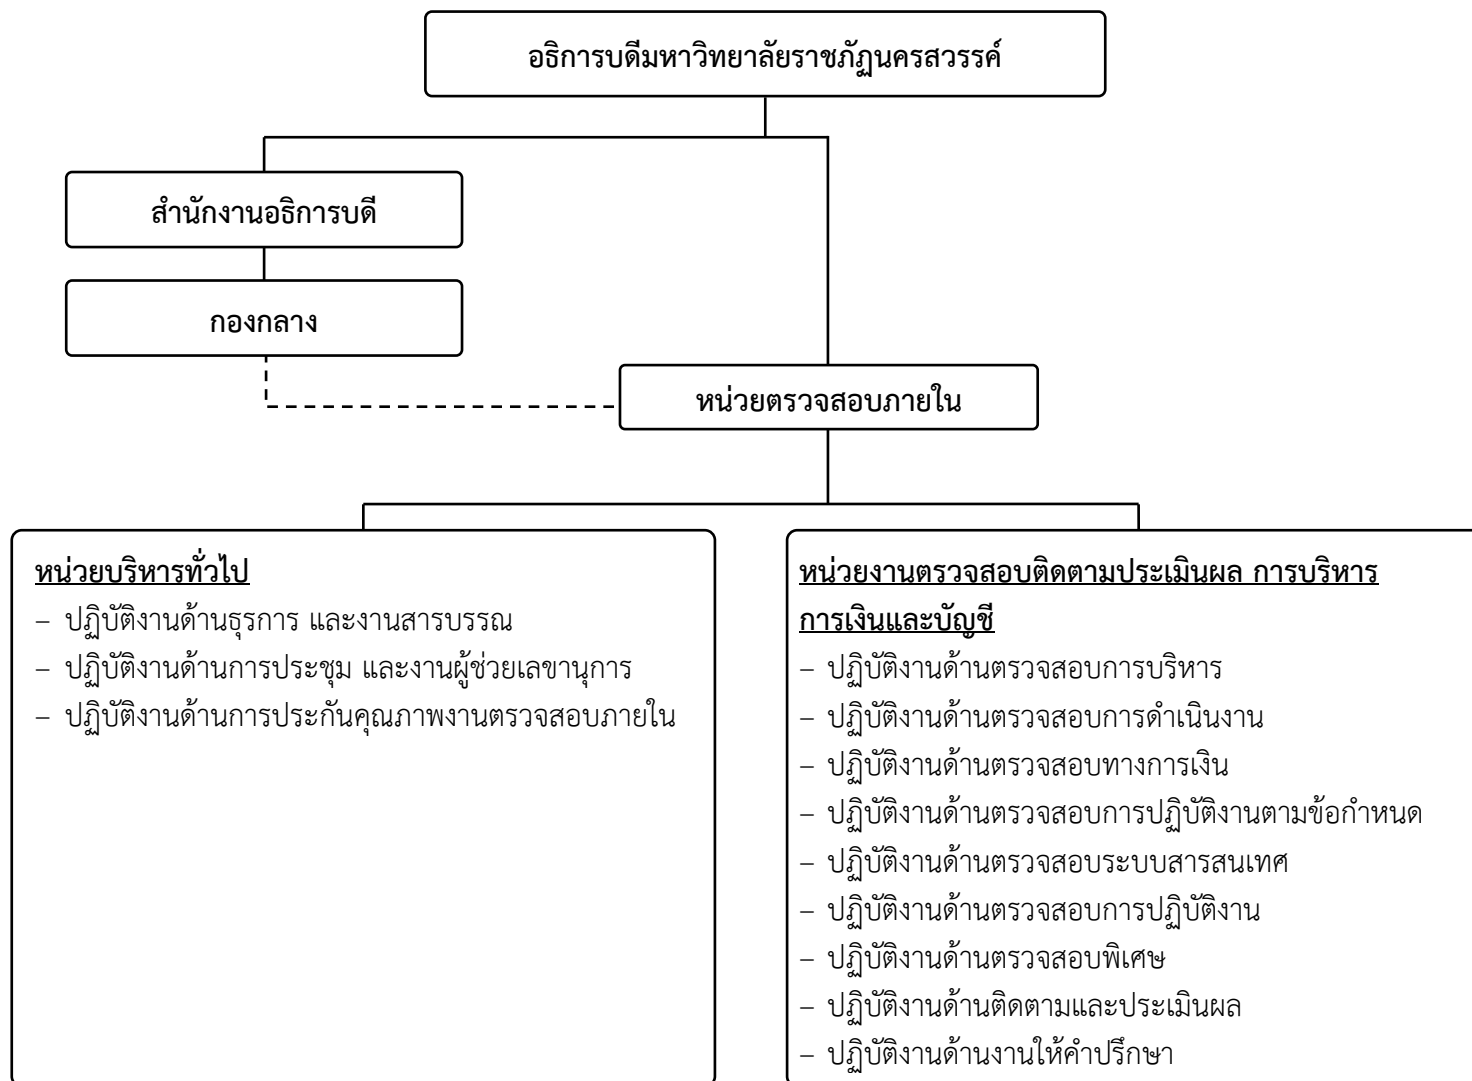 อธิการบดีมหาวิทยาลัยราชภัฏนครสวรรค์
สำนักงานอธิการบดี
กองกลาง
หน่วยตรวจสอบภายใน
หน่วยบริหารทั่วไป
– ปฏิบัติงานด้านธุรการ และงานสารบรรณ
– ปฏิบัติงานด้านการประชุม และงานผู้ช่วยเลขานุการ
– ปฏิบัติงานด้านการประกันคุณภาพงานตรวจสอบภายใน
หน่วยงานตรวจสอบติดตามประเมินผล การบริหาร
การเงินและบัญชี
– ปฏิบัติงานด้านตรวจสอบการบริหาร
– ปฏิบัติงานด้านตรวจสอบการดำเนินงาน
– ปฏิบัติงานด้านตรวจสอบทางการเงิน
– ปฏิบัติงานด้านตรวจสอบการปฏิบัติงานตามข้อกำหนด
– ปฏิบัติงานด้านตรวจสอบระบบสารสนเทศ
– ปฏิบัติงานด้านตรวจสอบการปฏิบัติงาน
– ปฏิบัติงานด้านตรวจสอบพิเศษ
– ปฏิบัติงานด้านติดตามและประเมินผล
– ปฏิบัติงานด้านงานให้คำปรึกษา